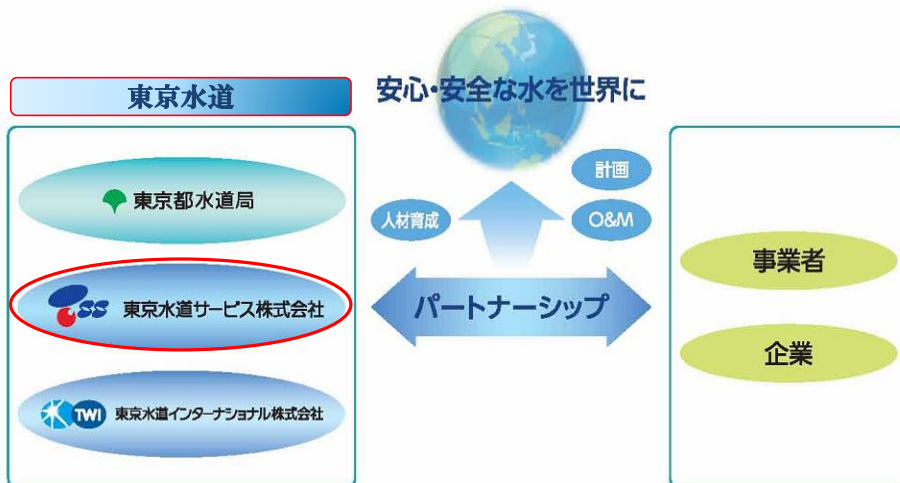 東京水道
安心・安全な水を世界に
東京都水道局
TSS 東京水道サービス株式会社
TWI 東京水道インターナショナル株式会社
計画
人材育成
O&M
パートナーシップ
事業者
企業